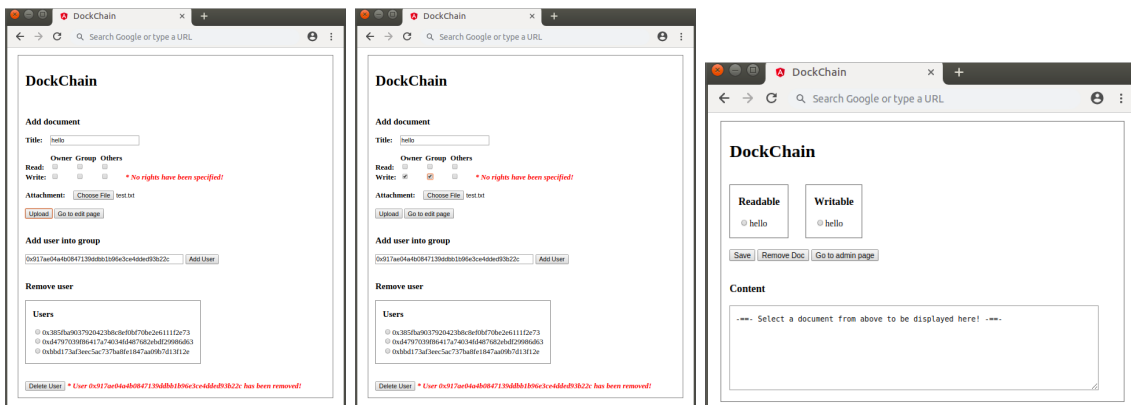 DockChain
Search Google or type a URL
DockChain
Add document
Title: hello
Owner Group Others
Read:
Write: * No rights have been specified!
Attachment: Choose File test.txt
Upload Go to edit page
Add user into group
0x917ae04a4b0847139ddbb1b96e3ce4dded93b22c Add User
Remove user
Users
0x385fba9037920423b8c8ef0bf70be2e6111f2e73
0xd4797039f86417a74034fd487682ebdf29986d63
0xbbd173af3eec5ac737ba8fe1847aa09b7d13f12e
Delete User * User 0x917ae04a4b0847139ddbb1b96e3ce4dded93b22c has been removed!
DockChain
Search Google or type a URL
DockChain
Add document
Title: hello
Owner Group Others
Read:
Write: * No rights have been specified!
Attachment: Choose File test.txt
Upload Go to edit page
Add user into group
0x917ae04a4b0847139ddbb1b96e3ce4dded93b22c Add User
Remove user
Users
0x385fba9037920423b8c8ef0bf70be2e6111f2e73
0xd4797039f86417a74034fd487682ebdf29986d63
0xbbd173af3eec5ac737ba8fe1847aa09b7d13f12e
Delete User * User 0x917ae04a4b0847139ddbb1b96e3ce4dded93b22c has been removed!
DockChain
Search Google or type a URL
DockChain
Readable Writable
hello hello
Save Remove Doc Go to admin page
Content
-==- Select a document from above to be displayed here! -==-